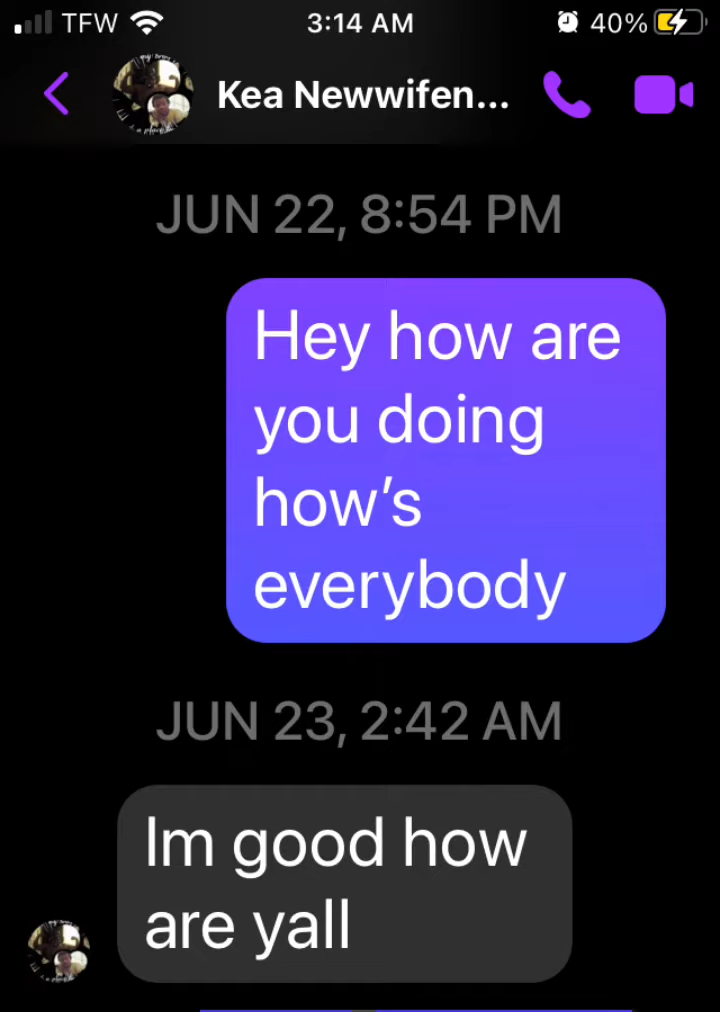 TFW 3:14 AM 40%
Kea Newwifen...
JUN 22, 8:54 PM
Hey how are
you doing
how’s
everybody
JUN 23, 2:42 AM
Im good how
are yall